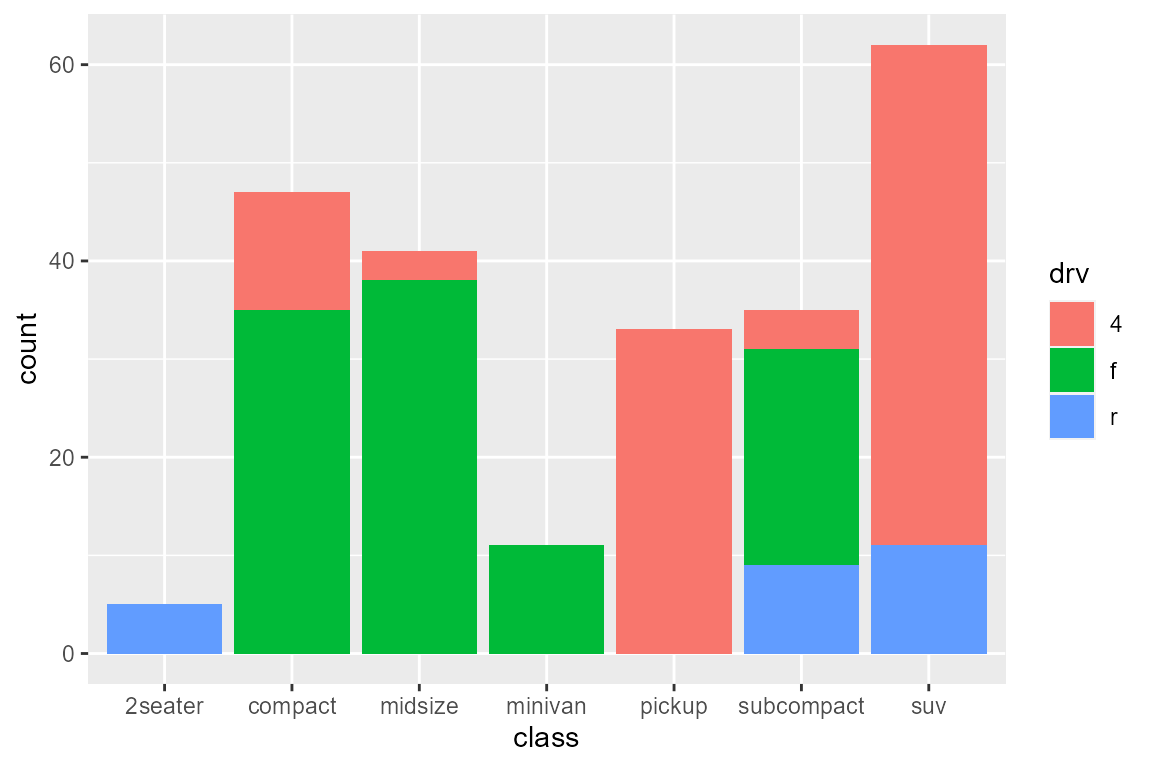 60
40
20
0
count
2seater compact midsize minivan pickup subcompact suv
class
drv
4
f
r